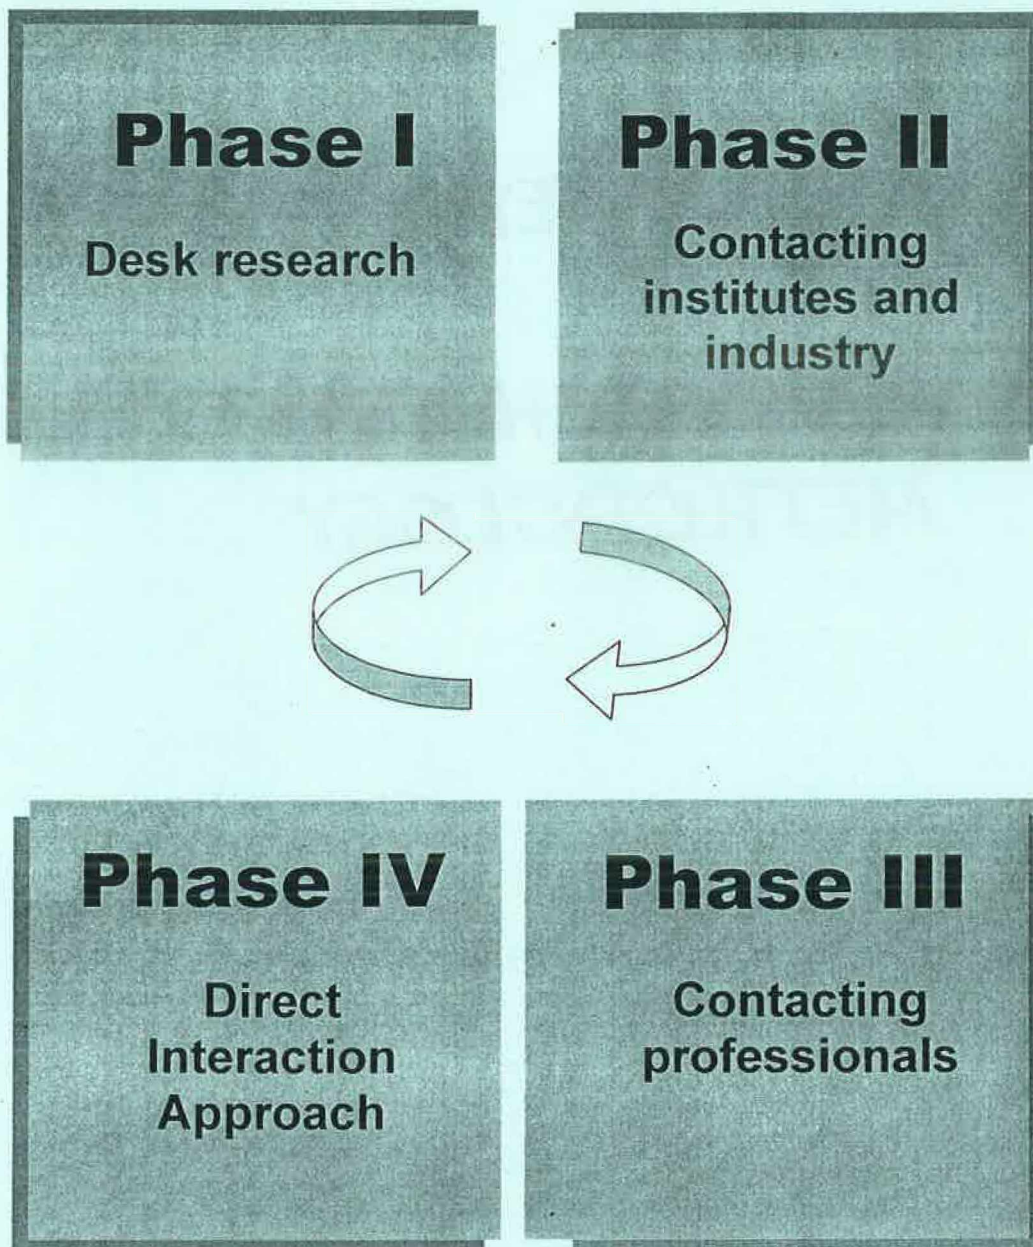 Phase I
Desk research
Phase II
Contacting
institutes and
industry
Phase IV
Direct
Interaction
Approach
Phase III
Contacting
professionals